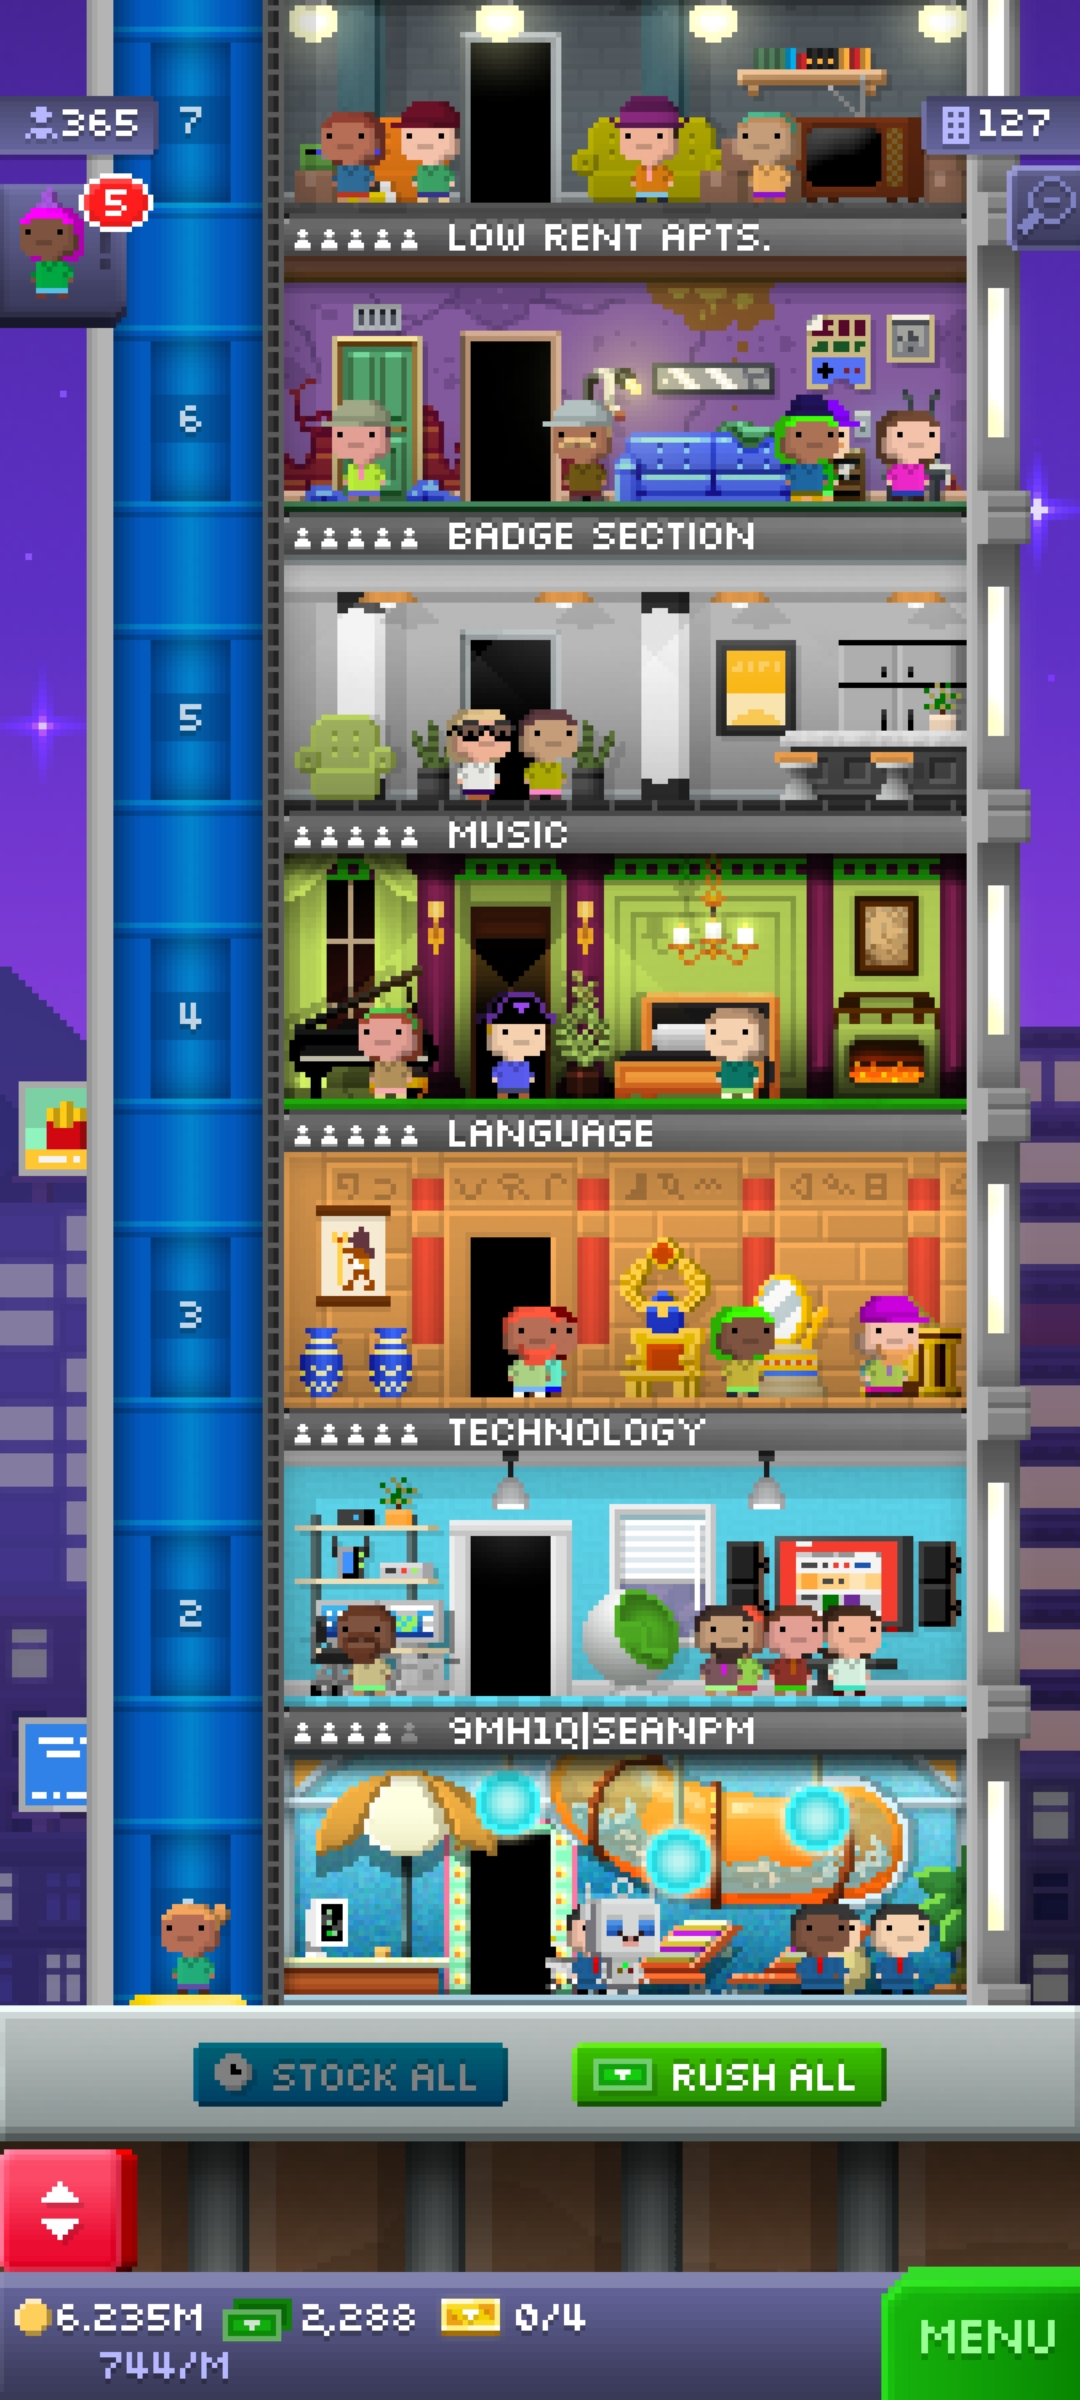 7
365
127
5
LOW RENT APTS.
6
BADGE SECTION
5
MUSIC
4
LANGUAGE
3
TECHNOLOGY
2
9MH1Q|SEANPM
STOCK ALL
RUSH ALL
6.235M 2,288 0/4
744/M
MENU